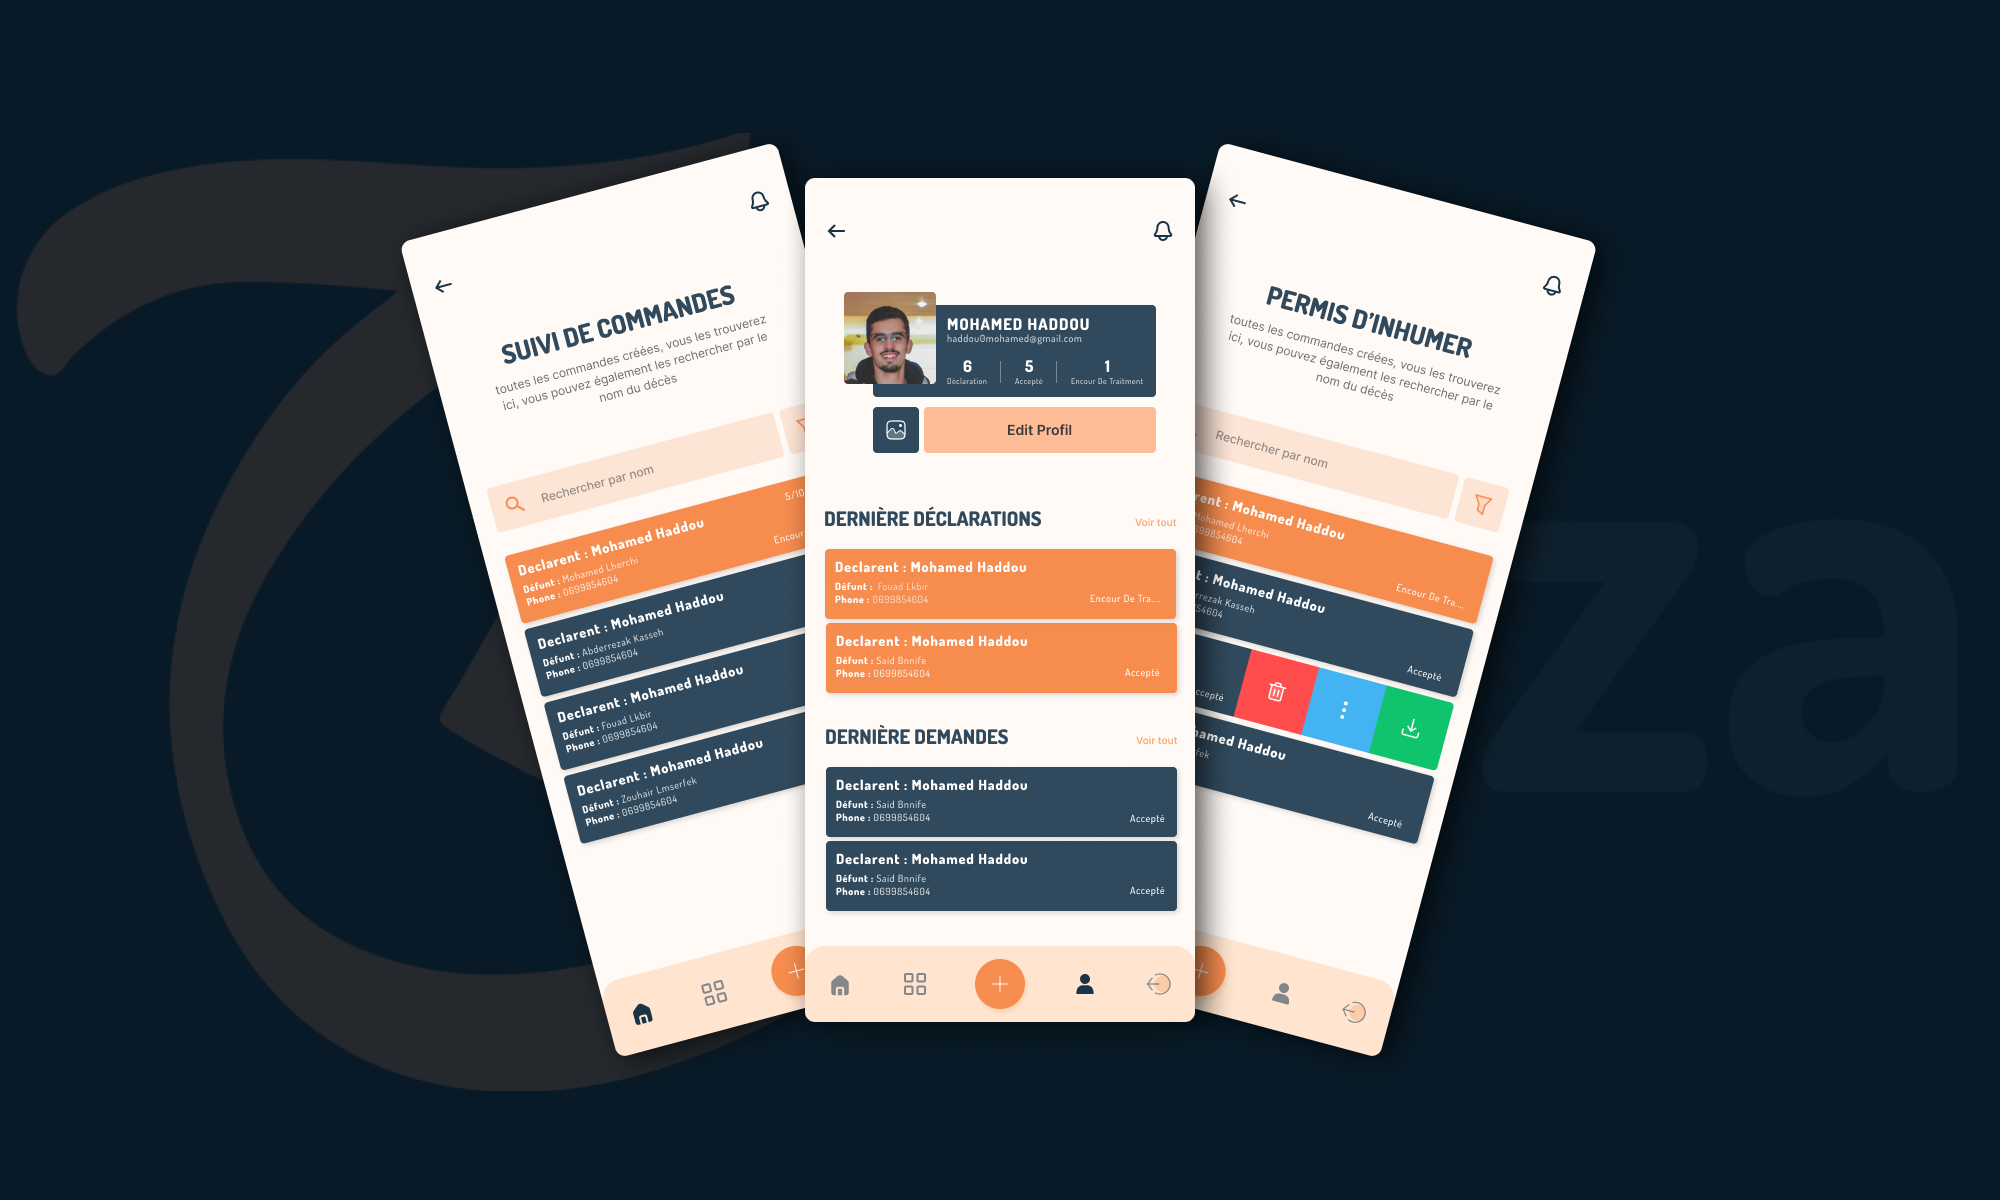 SUIVI DE COMMANDES
toutes les commandes créées, vous les trouverez
ici, vous pouvez également les rechercher par le
nom du décès
Rechercher par nom
5/10
Declarent : Mohamed Haddou
Défunt : Mohamed Lherchi
Phone : 0699854604
Encour
Declarent : Mohamed Haddou
Défunt : Abderrezak Kasseh
Phone : 0699854604
Declarent : Mohamed Haddou
Défunt : Fouad Lkbir
Phone : 0699854604
Declarent : Mohamed Haddou
Défunt : Zouhair Lmserfek
Phone : 0699854604
MOHAMED HADDOU
haddou0mohamed@gmail.com
6 5 1
Déclaration Accepté Encour De Traitment
Edit Profil
DERNIÈRE DÉCLARATIONS Voir tout
Declarent : Mohamed Haddou
Défunt : Fouad Lkbir
Phone : 0699854604 Encour De Tra....
Declarent : Mohamed Haddou
Défunt : Said Bnnife
Phone : 0699854604 Accepté
DERNIÈRE DEMANDES Voir tout
Declarent : Mohamed Haddou
Défunt : Said Bnnife
Phone : 0699854604 Accepté
Declarent : Mohamed Haddou
Défunt : Said Bnnife
Phone : 0699854604 Accepté
PERMIS D'INHUMER
toutes les commandes créées, vous les trouverez
ici, vous pouvez également les rechercher par le
nom du décès
Rechercher par nom
rent : Mohamed Haddou
Mohamed Lherchi
699854604
Encour De Tra....
t : Mohamed Haddou
rrezak Kasseh
54604
Accepté
ccepté
hamed Haddou
fek
Accepté
za